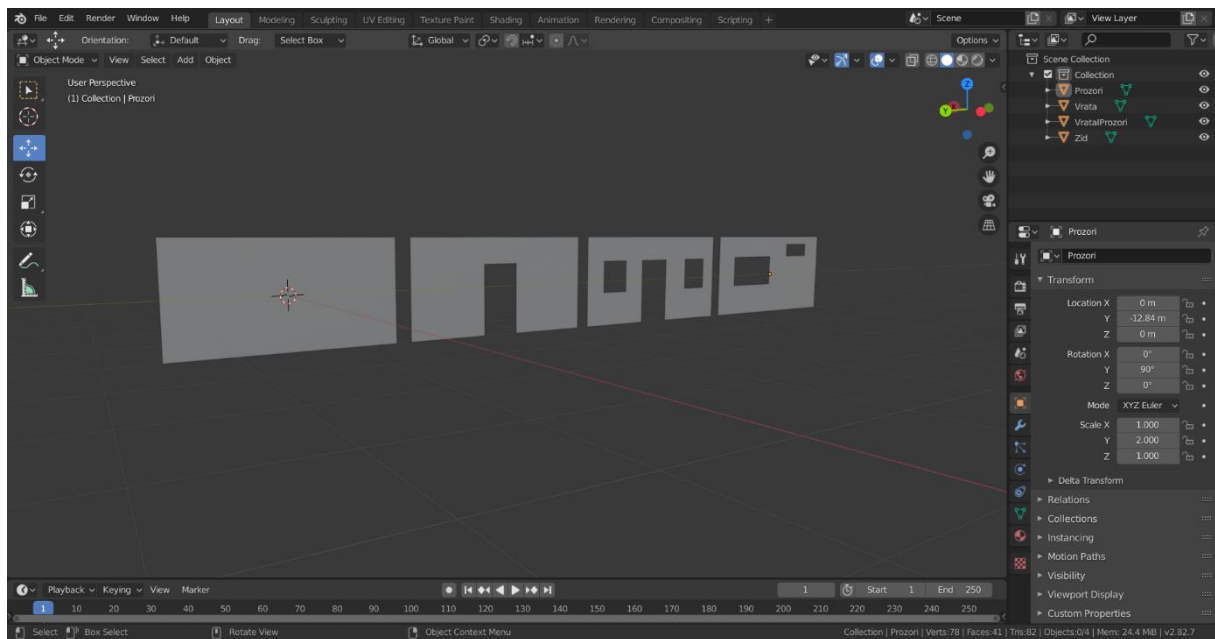 File Edit Render Window Help Layout Modeling Sculpting UV Editing Texture Paint Shading Animation Rendering Compositing Scripting + Scene View Layer
Orientation: Default Drag: Select Box Global Options
Object Mode View Select Add Object
User Perspective
(1) Collection | Prozori
Z
Y
Scene Collection
Collection
Prozori
Vrata
VrataIProzori
Zid
Prozori
Prozori
Transform
Location X 0 m
Y -12.84 m
Z 0 m
Rotation X 0°
Y 90°
Z 0°
Mode XYZ Euler
Scale X 1.000
Y 2.000
Z 1.000
Delta Transform
Relations
Collections
Instancing
Motion Paths
Visibility
Viewport Display
Custom Properties
Playback Keying View Marker 1 Start 1 End 250
1 10 20 30 40 50 60 70 80 90 100 110 120 130 140 150 160 170 180 190 200 210 220 230 240 250
Select Box Select Rotate View Object Context Menu Collection | Prozori | Verts:78 | Faces:41 | Tris:82 | Objects:0/4 | Mem: 24.4 MiB | v2.82.7